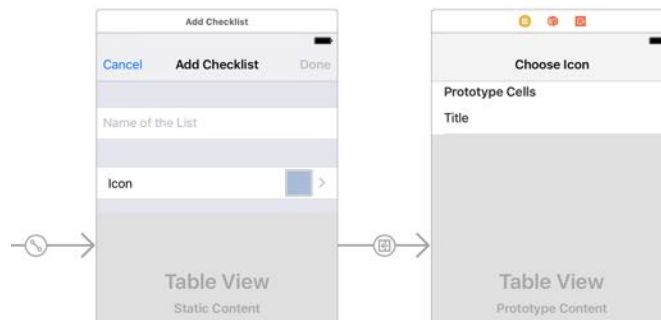 Add Checklist
Cancel Add Checklist Done
Name of the List
Icon
Table View
Static Content
Choose Icon
Prototype Cells
Title
Table View
Prototype Content